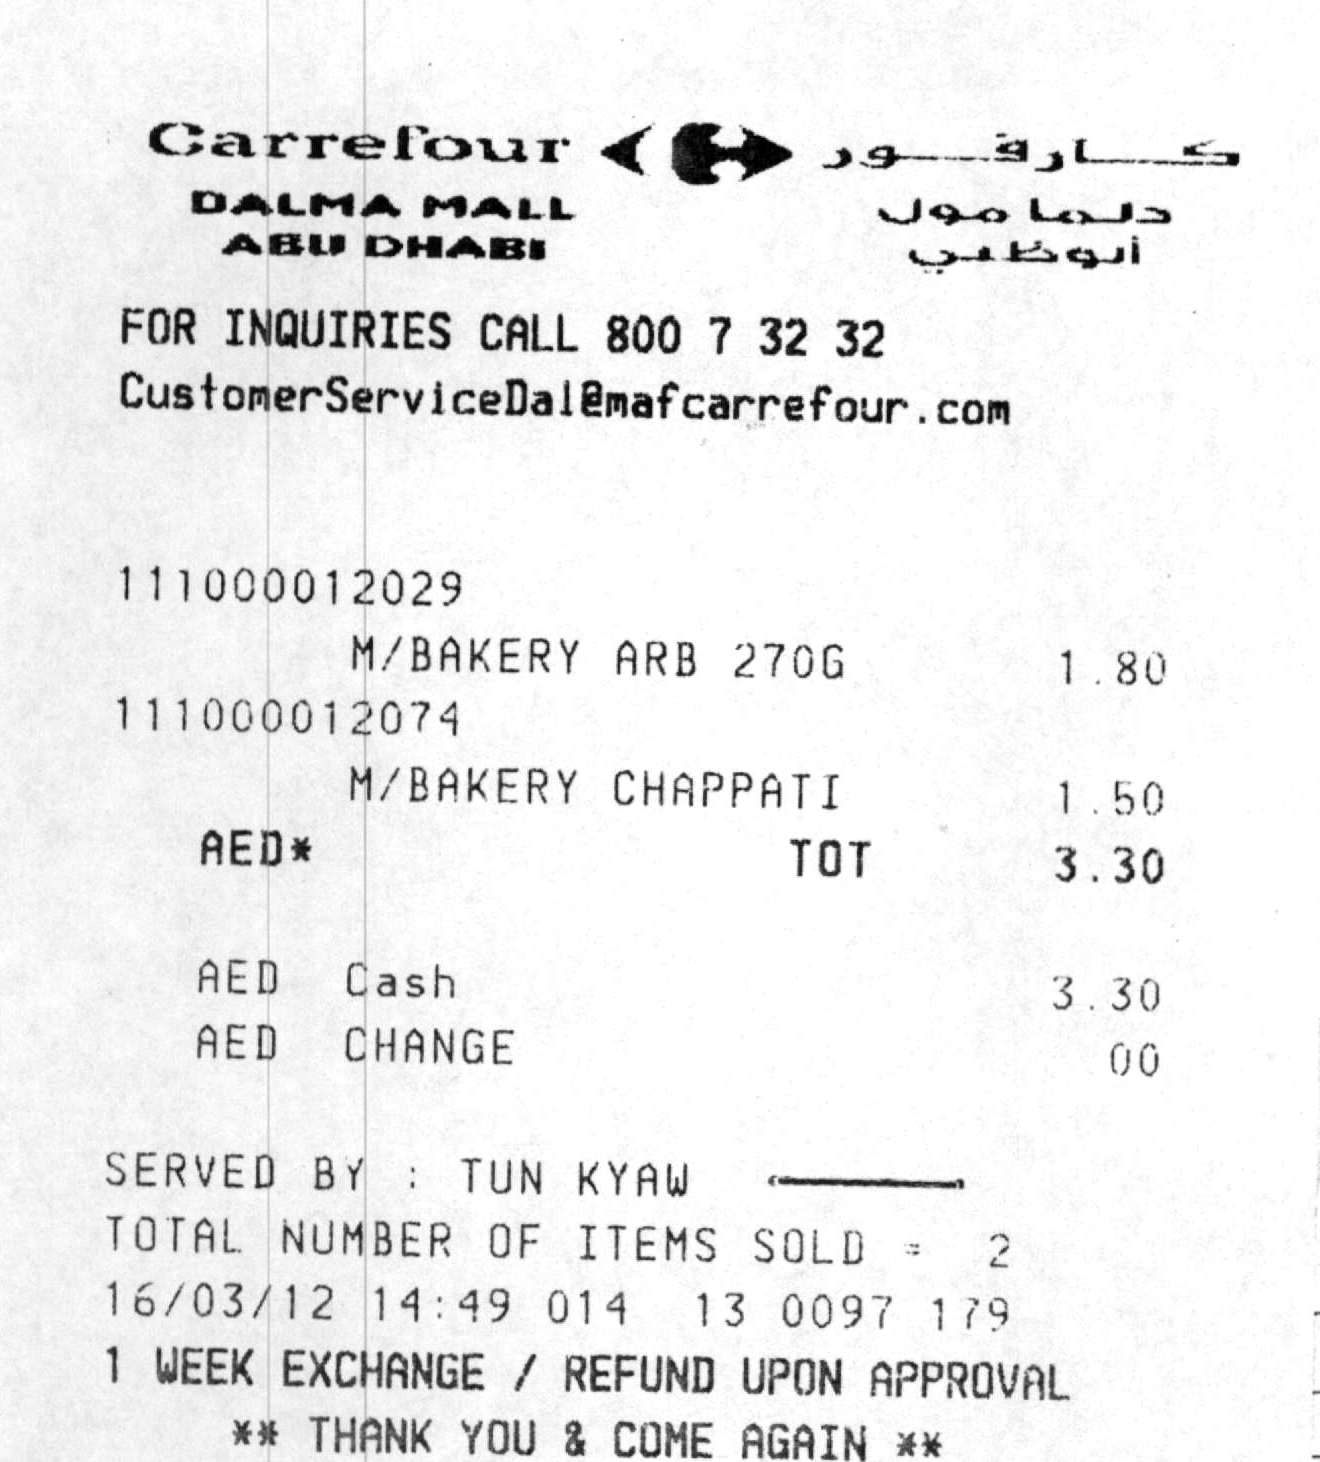 Carrefour كارفور
DALMA MALL دلما مول
ABU DHABI أبوظبي
FOR INQUIRIES CALL 800 7 32 32
CustomerServiceDal@mafcarrefour.com
111000012029
M/BAKERY ARB 270G 1.80
111000012074
M/BAKERY CHAPPATI 1.50
AED* TOT 3.30
AED Cash 3.30
AED CHANGE 00
SERVED BY : TUN KYAW
TOTAL NUMBER OF ITEMS SOLD = 2
16/03/12 14:49 014 13 0097 179
1 WEEK EXCHANGE / REFUND UPON APPROVAL
** THANK YOU & COME AGAIN **